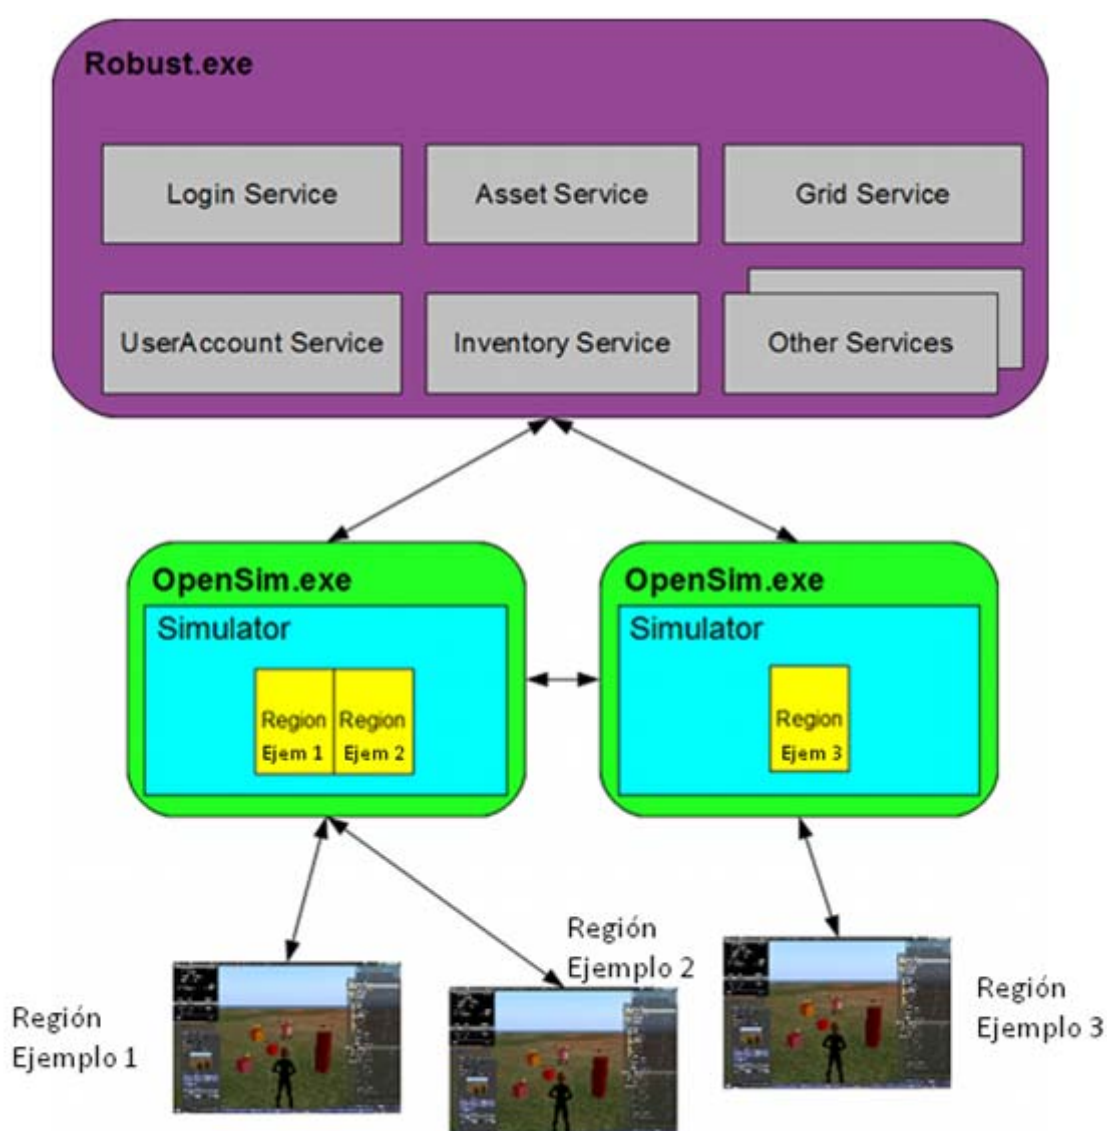 Robust.exe
Login Service
Asset Service
Grid Service
UserAccount Service
Inventory Service
Other Services
OpenSim.exe
Simulator
Region
Ejem 1
Region
Ejem 2
OpenSim.exe
Simulator
Region
Ejem 3
Región
Ejemplo 1
Región
Ejemplo 2
Región
Ejemplo 3